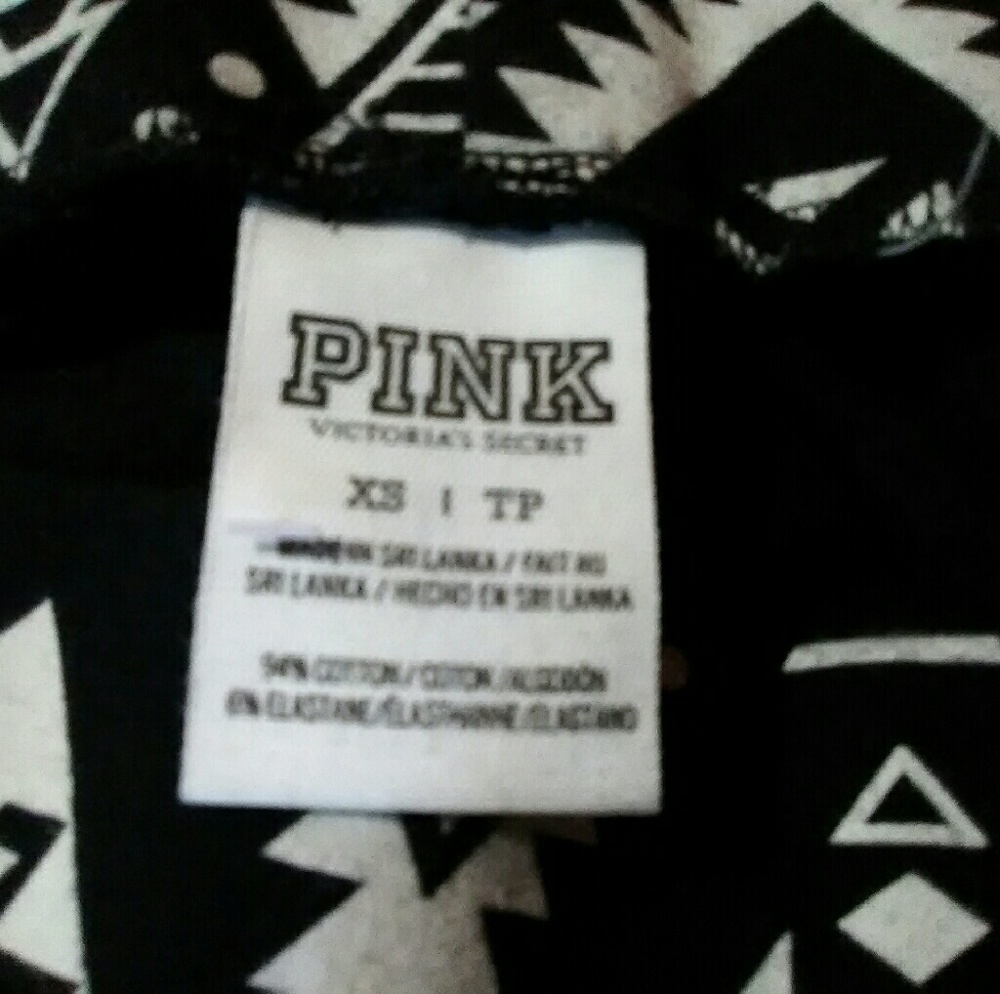 PINK
VICTORIA'S SECRET
XS | TP
MADE IN SRI LANKA / FAIT AU
SRI LANKA / HECHO EN SRI LANKA
94% COTTON / COTON / ALGODÓN
6% ELASTANE/ÉLASTHANNE/ELASTANO